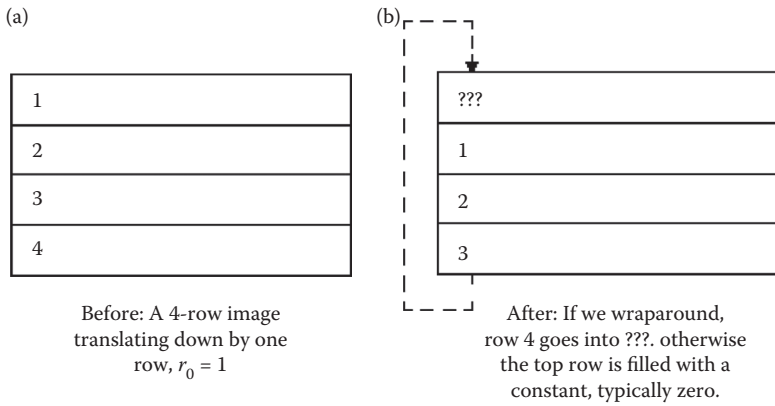 (a)
1
2
3
4
Before: A 4-row image
translating down by one
row, r₀ = 1
(b)
???
1
2
3
After: If we wraparound,
row 4 goes into ???. otherwise
the top row is filled with a
constant, typically zero.